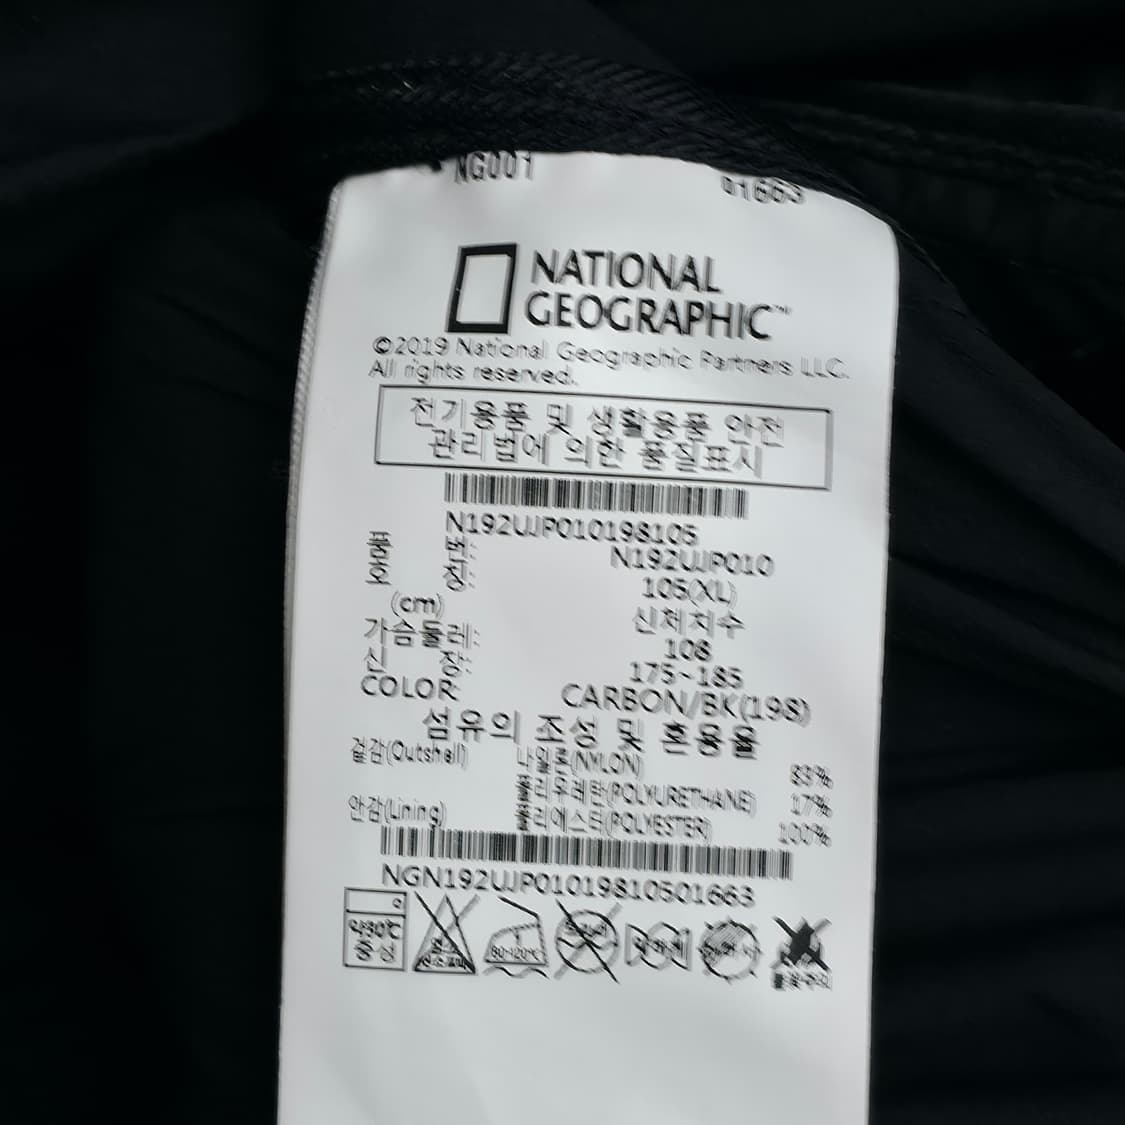 NG001 01663
NATIONAL
GEOGRAPHIC™
©2019 National Geographic Partners LLC.
All rights reserved.
전기용품 및 생활용품 안전
관리법에 의한 품질표시
N192UJP010198105
품 번: N192UJP010
호 칭: 105(XL)
(cm) 신체치수
가슴둘레: 108
신 장: 175~185
COLOR: CARBON/BK(198)
섬유의 조성 및 혼용율
겉감(Outshell) 나일론(NYLON) 83%
폴리우레탄(POLYURETHANE) 17%
안감(Lining) 폴리에스터(POLYESTER) 100%
NGN192UJP01019810501663
약30℃
중성
80-120℃